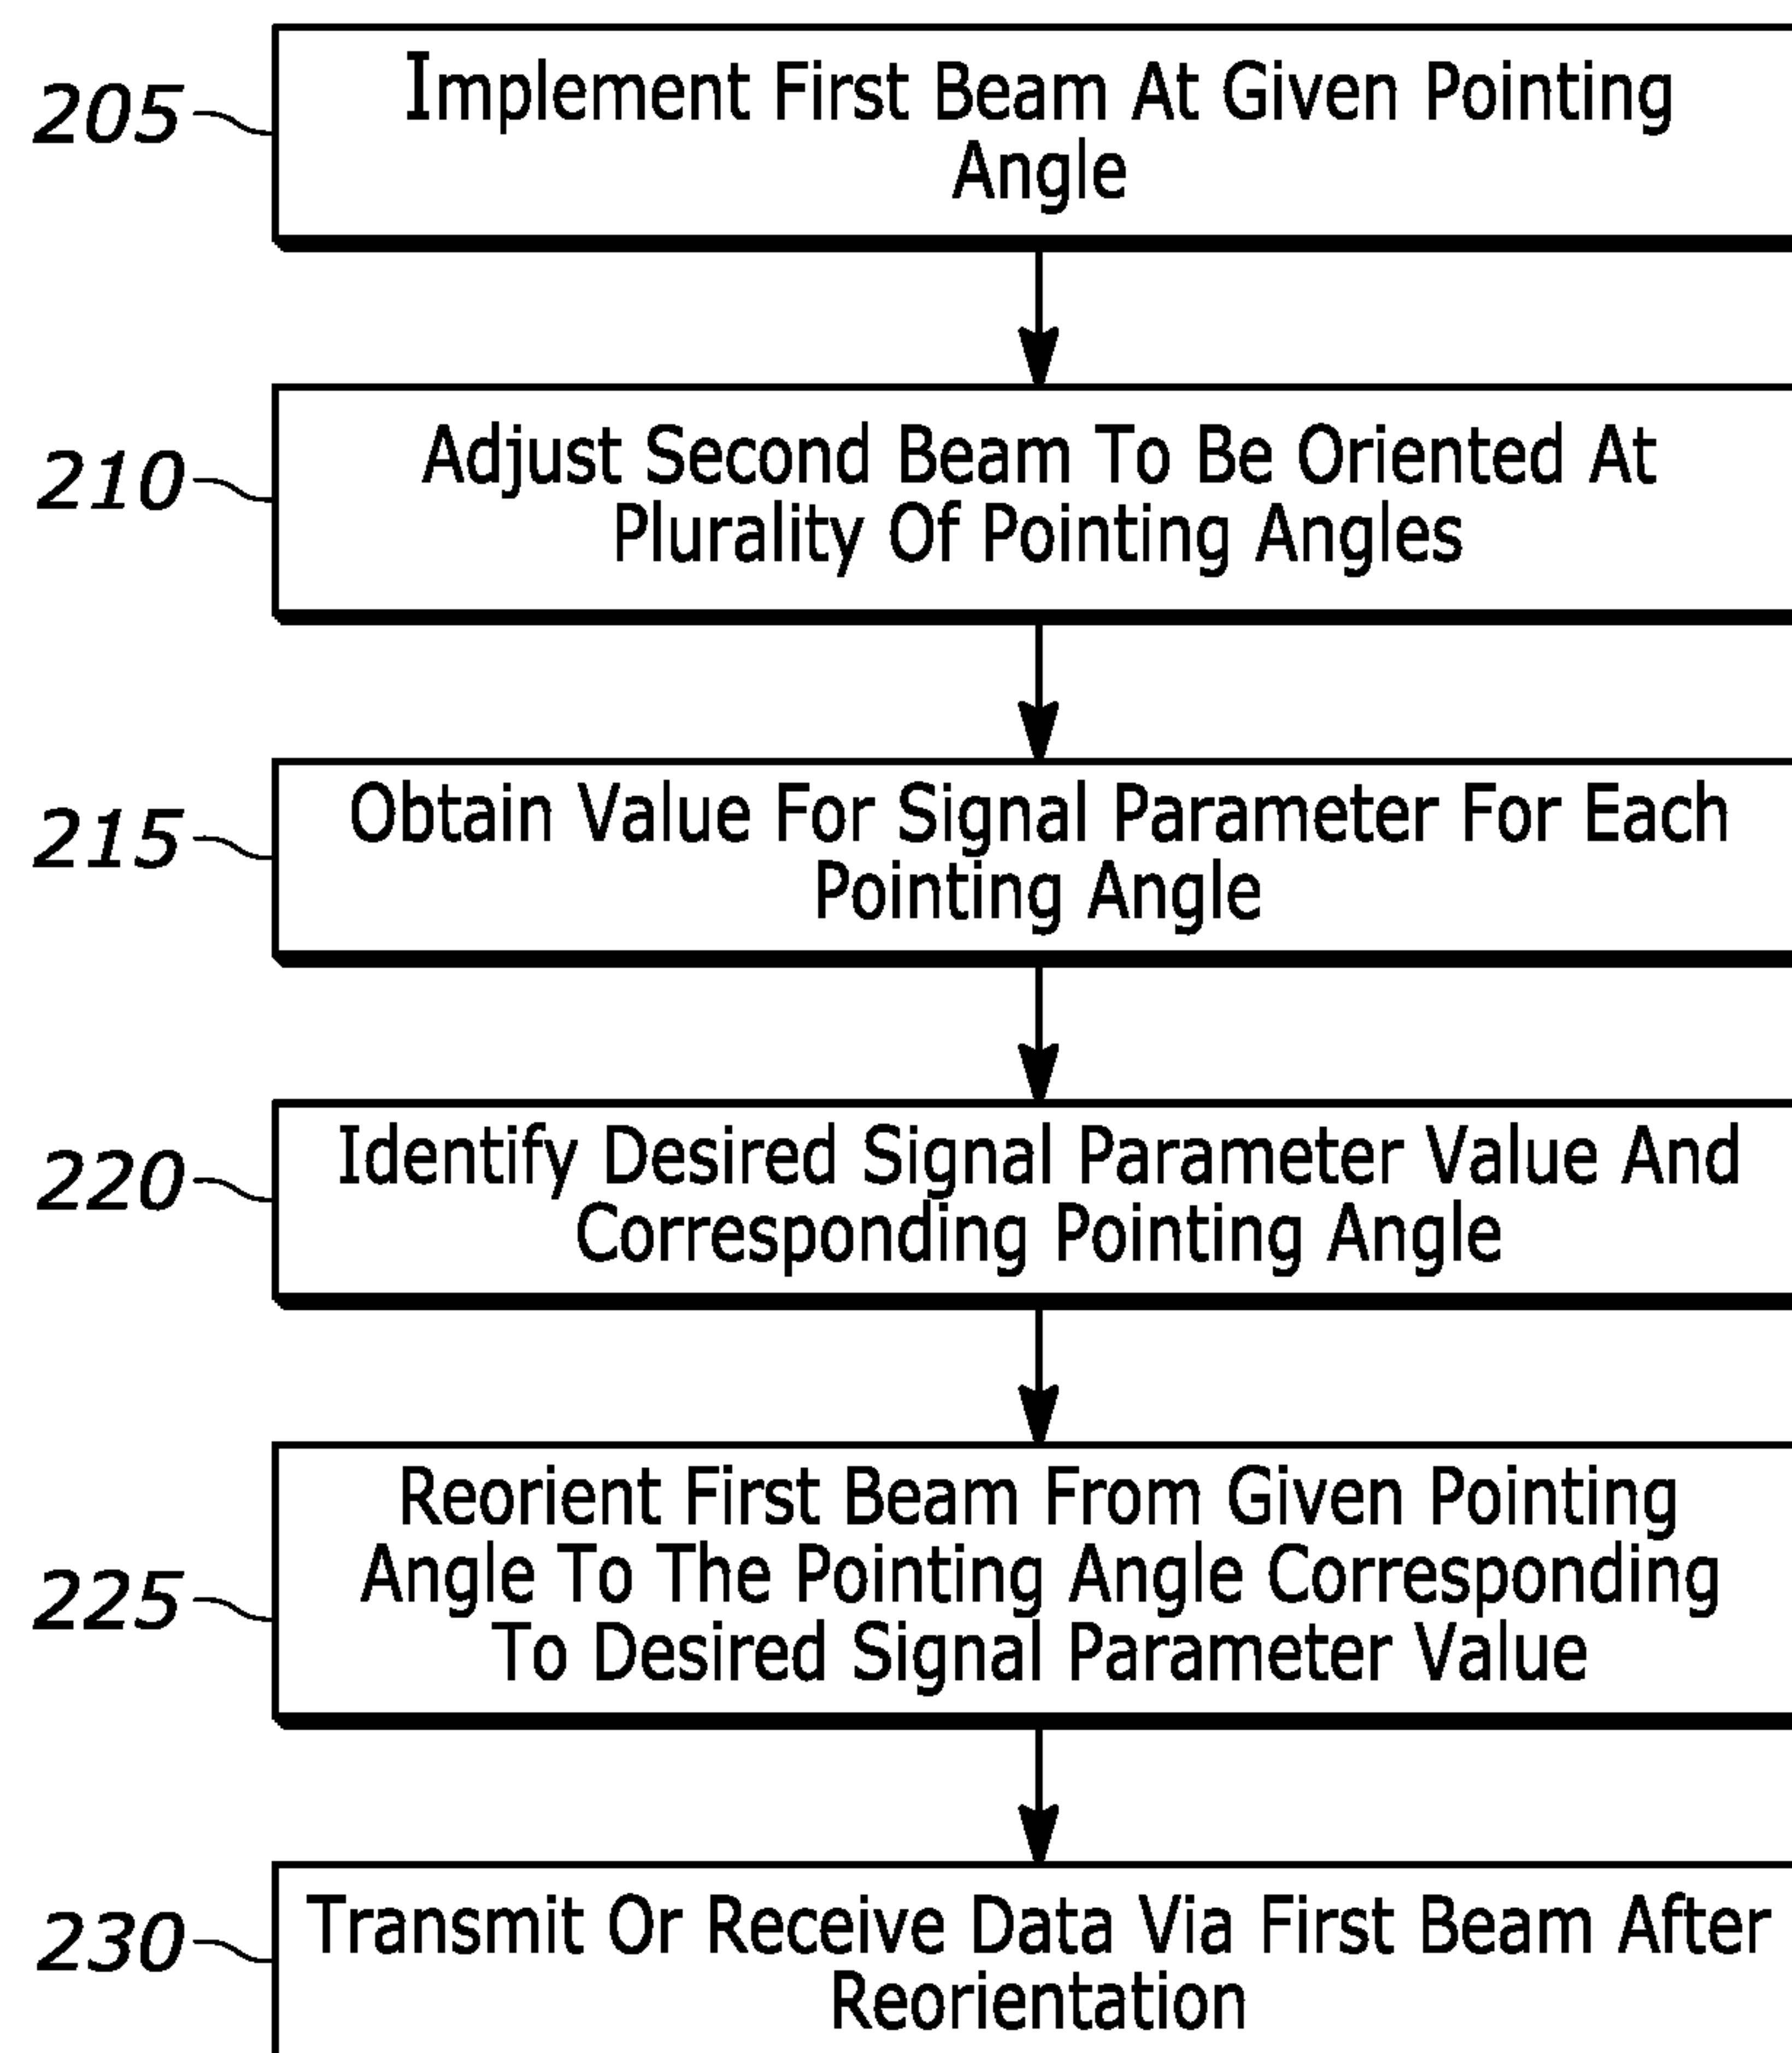 205
Implement First Beam At Given Pointing
Angle
210
Adjust Second Beam To Be Oriented At
Plurality Of Pointing Angles
215
Obtain Value For Signal Parameter For Each
Pointing Angle
220
Identify Desired Signal Parameter Value And
Corresponding Pointing Angle
225
Reorient First Beam From Given Pointing
Angle To The Pointing Angle Corresponding
To Desired Signal Parameter Value
230
Transmit Or Receive Data Via First Beam After
Reorientation